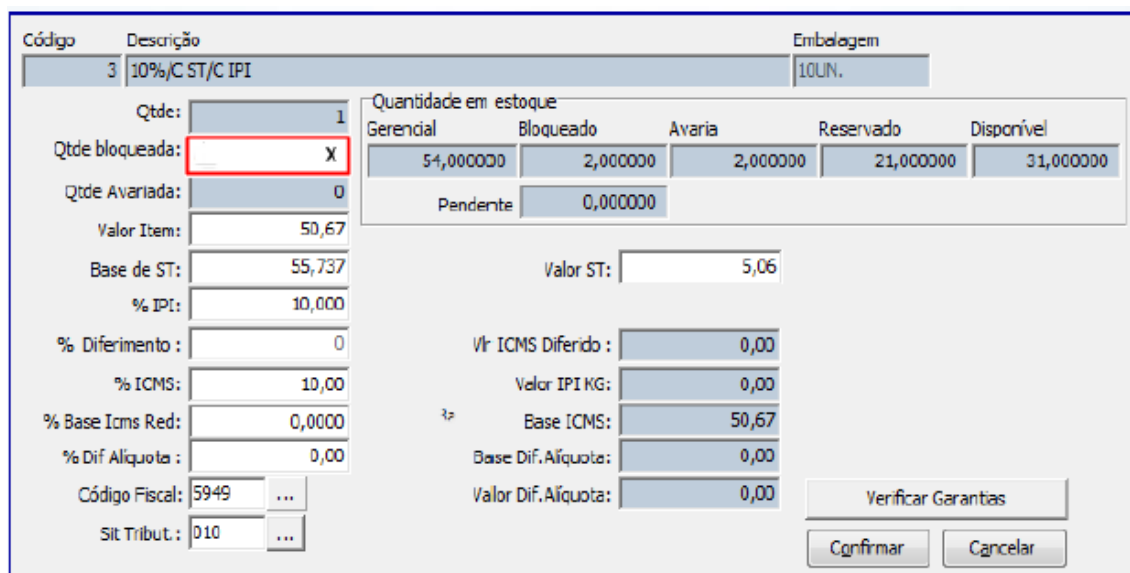 Código Descrição Embalagem
3 10%/C ST/C IPI 10UN.
Qtde: 1
Quantidade em estoque
Gerencial Bloqueado Avaria Reservado Disponível
Qtde bloqueada: X
54,000000 2,000000 2,000000 21,000000 31,000000
Qtde Avariada: 0
Pendente 0,000000
Valor Item: 50,67
Base de ST: 55,737 Valor ST: 5,06
% IPI: 10,000
% Diferimento : 0 Vlr ICMS Diferido : 0,00
% ICMS: 10,00 Valor IPI KG: 0,00
% Base Icms Red: 0,0000 Base ICMS: 50,67
% Dif Alíquota : 0,00 Base Dif.Alíquota: 0,00
Código Fiscal: 5949 ... Valor Dif.Alíquota: 0,00 Verificar Garantias
Sit Tribut.: 010 ... Confirmar Cancelar